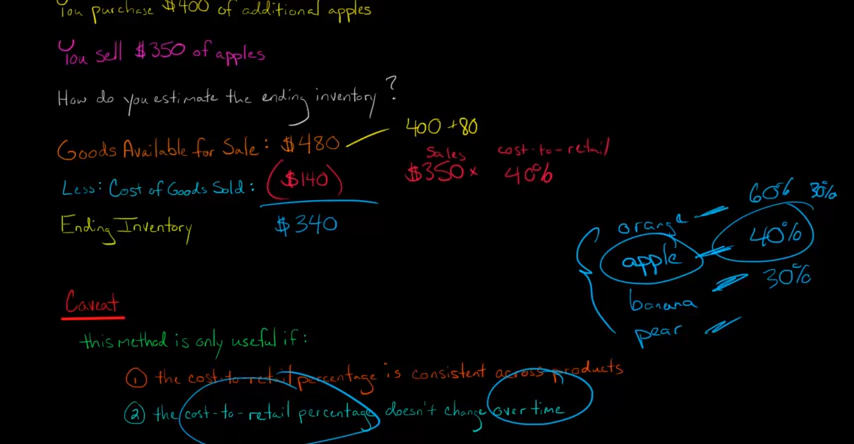 You purchase $400 of additional apples
You sell $350 of apples
How do you estimate the ending inventory?
400 +80
Goods Available for Sale: $480
Sales cost-to-retail
$350 x 40%
Less: Cost of Goods Sold: ($140)
Ending Inventory $340
orange 60% 30%
apple 40%
banana 30%
pear
Caveat
this method is only useful if:
① the cost-to-retail percentage is consistent across products
② the cost-to-retail percentage doesn't change over time